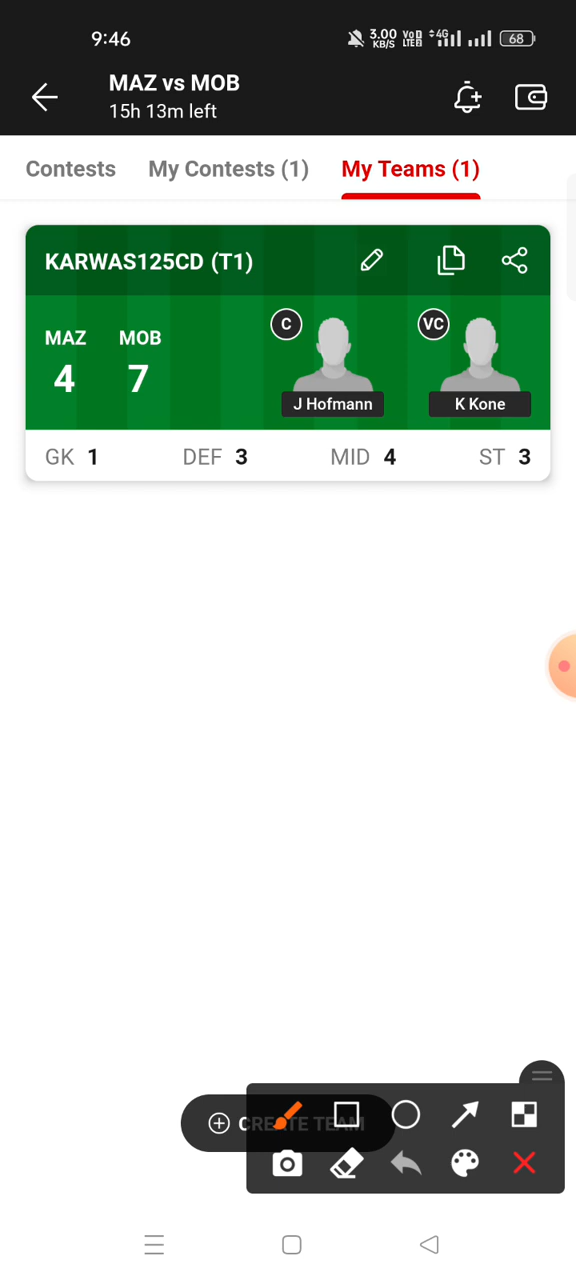 9:46 3.00 KB/S VoD LTE 4G 68
MAZ vs MOB
15h 13m left
Contests My Contests (1) My Teams (1)
KARWAS125CD (T1)
C VC
MAZ MOB
4 7
J Hofmann K Kone
GK 1 DEF 3 MID 4 ST 3
CREATE TEAM